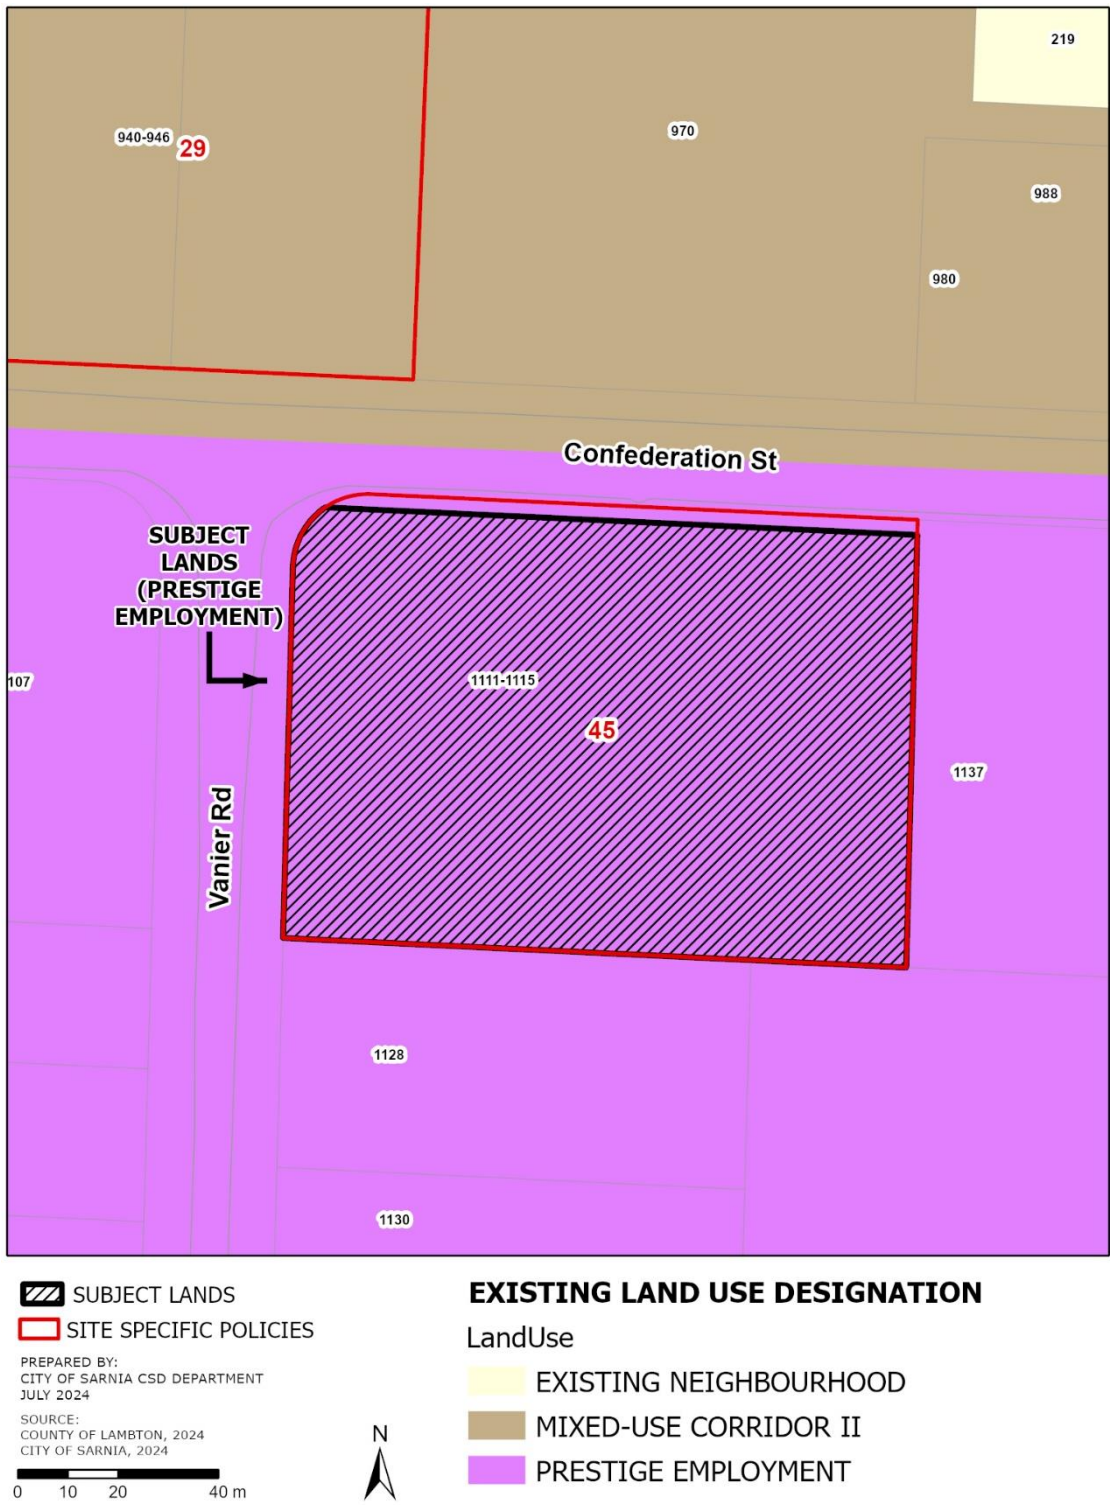 219
970
940-946
29
988
980
Confederation St
SUBJECT
LANDS
(PRESTIGE
EMPLOYMENT)
107
1111-1115
45
1137
Vanier Rd
1128
1130
SUBJECT LANDS
SITE SPECIFIC POLICIES
PREPARED BY:
CITY OF SARNIA CSD DEPARTMENT
JULY 2024
SOURCE:
COUNTY OF LAMBTON, 2024
CITY OF SARNIA, 2024
0 10 20 40 m
N
EXISTING LAND USE DESIGNATION
LandUse
EXISTING NEIGHBOURHOOD
MIXED-USE CORRIDOR II
PRESTIGE EMPLOYMENT